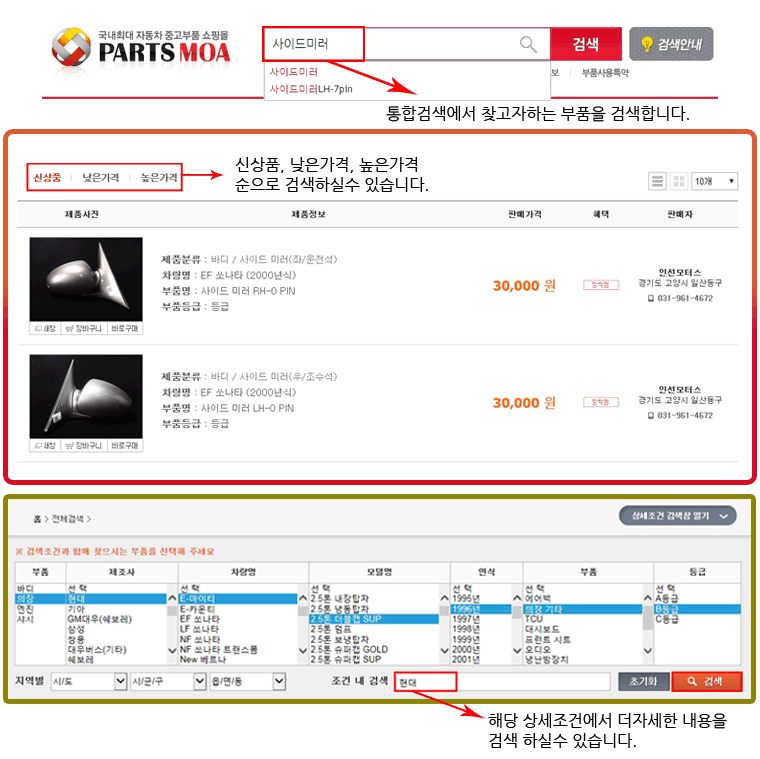 국내최대 자동차 중고부품 쇼핑몰
PARTS MOA
사이드미러
검색
검색안내
사이드미러
사이드미러LH-7pin
보 | 부품사용특약
통합검색에서 찾고자하는 부품을 검색합니다.
신상품 | 낮은가격 | 높은가격
신상품, 낮은가격, 높은가격
순으로 검색하실수 있습니다.
10개
제품사진 제품정보 판매가격 혜택 판매자
제품분류 : 바디 / 사이드 미러(좌/운전석)
차량명 : EF 쏘나타 (2000년식)
부품명 : 사이드 미러 RH-0 PIN
부품등급 : 등급
30,000 원
장착점
인선모터스
경기도 고양시 일산동구
031-961-4672
새창 장바구니 바로구매
제품분류 : 바디 / 사이드 미러(우/조수석)
차량명 : EF 쏘나타 (2000년식)
부품명 : 사이드 미러 LH-0 PIN
부품등급 : 등급
30,000 원
장착점
인선모터스
경기도 고양시 일산동구
031-961-4672
새창 장바구니 바로구매
홈 > 전체검색 >
상세조건 검색창 열기
※ 검색조건과 함께 찾으시는 부품을 선택해 주세요
부품 제조사 차량명 모델명 연식 부품 등급
바디 선 택 선 택 선 택 선 택 선 택 선 택
의장 현대 E-마이티 2.5톤 내장탑차 1995년 에어백 A등급
엔진 기아 E-카운티 2.5톤 냉동탑차 1996년 의장 기타 B등급
샤시 GM대우(쉐보레) EF 쏘나타 2.5톤 더블캡 SUP 1997년 TCU C등급
삼성 LF 쏘나타 2.5톤 덤프 1998년 대시보드
쌍용 NF 쏘나타 2.5톤 보냉탑차 1999년 프런트 시트
대우버스(기타) NF 쏘나타 트랜스폼 2.5톤 슈퍼캡 GOLD 2000년 오디오
쉐보레 New 베르나 2.5톤 슈퍼캡 SUP 2001년 냉난방장치
지역별 시/도 시/군/구 읍/면/동 조건 내 검색 현대 초기화 검색
해당 상세조건에서 더자세한 내용을
검색 하실수 있습니다.